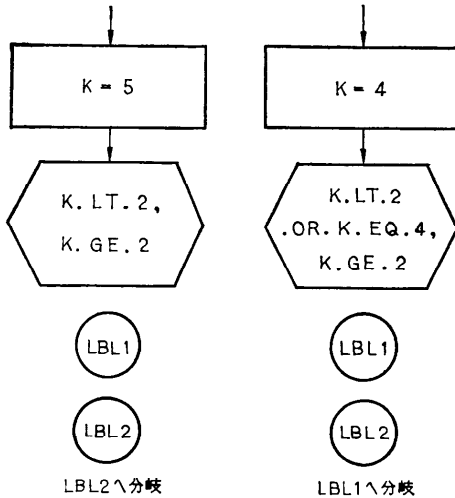 K = 5
K.LT.2,
K.GE.2
LBL1
LBL2
LBL2へ分岐
K = 4
K.LT.2
.OR.K.EQ.4,
K.GE.2
LBL1
LBL2
LBL1へ分岐